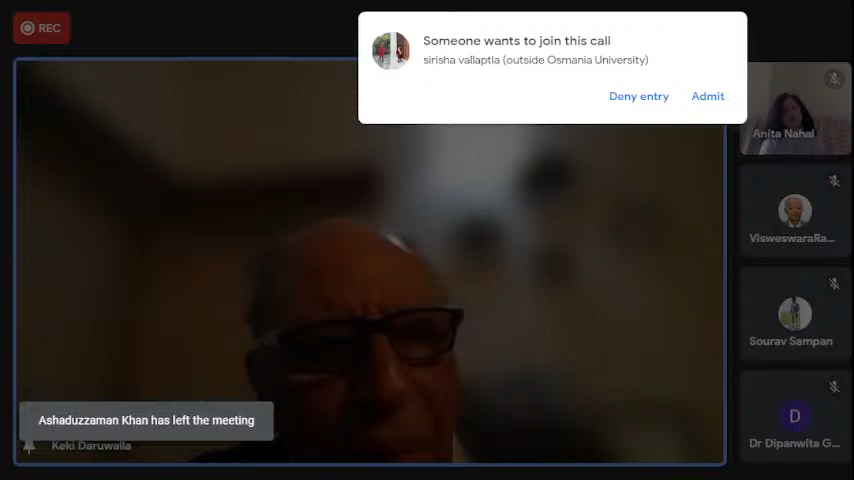 REC
Someone wants to join this call
sirisha vallaptla (outside Osmania University)
Deny entry
Admit
Anita Nahal
VisweswaraRa...
Sourav Sampan
Ashaduzzaman Khan has left the meeting
Keki Daruwalla
D
Dr Dipanwita G...